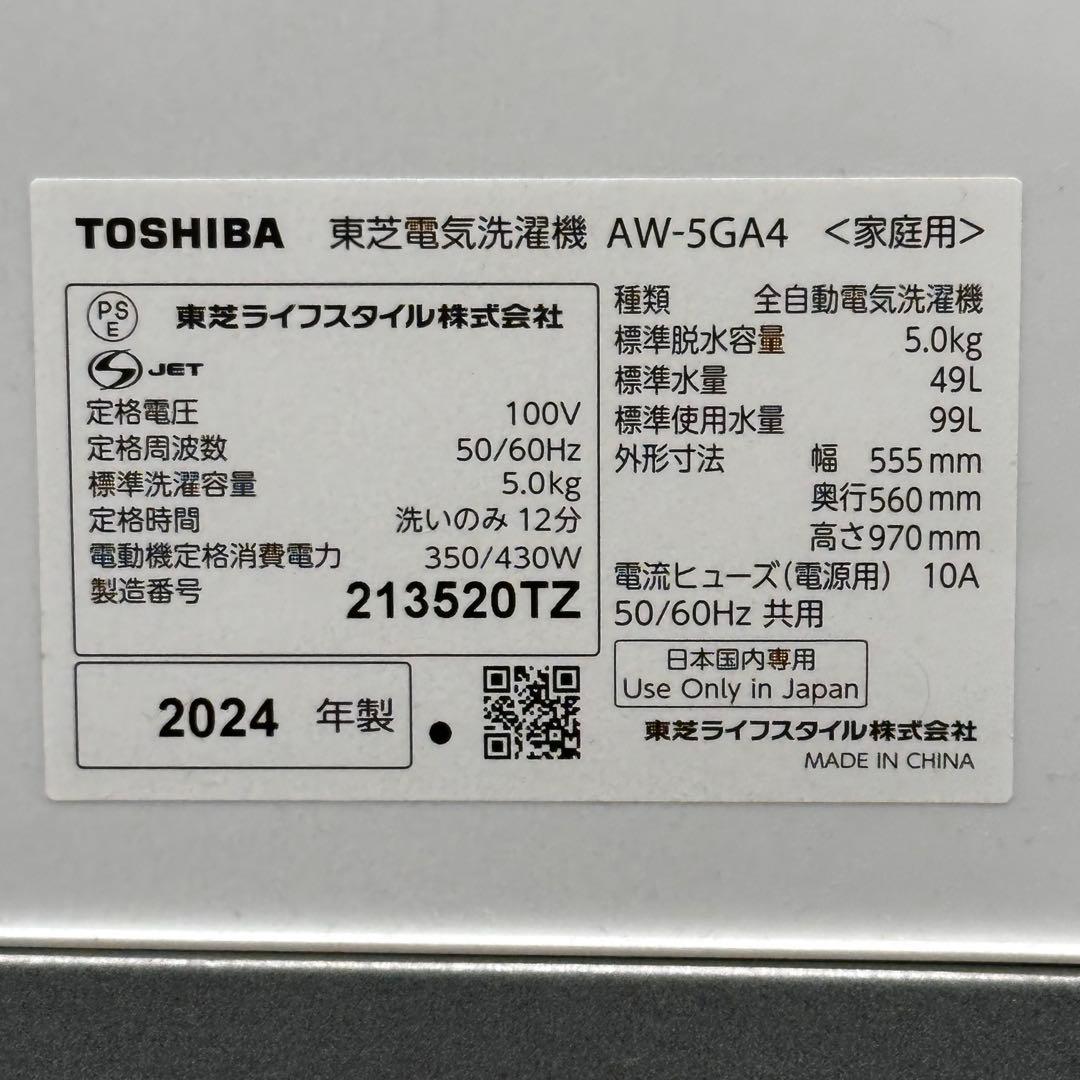 TOSHIBA 東芝電気洗濯機 AW-5GA4 <家庭用>
PSE 東芝ライフスタイル株式会社
S JET
定格電圧 100V
定格周波数 50/60Hz
標準洗濯容量 5.0kg
定格時間 洗いのみ 12分
電動機定格消費電力 350/430W
製造番号 213520TZ
2024 年製
種類 全自動電気洗濯機
標準脱水容量 5.0kg
標準水量 49L
標準使用水量 99L
外形寸法 幅 555mm
奥行560mm
高さ970mm
電流ヒューズ(電源用) 10A
50/60Hz 共用
日本国内専用
Use Only in Japan
東芝ライフスタイル株式会社
MADE IN CHINA